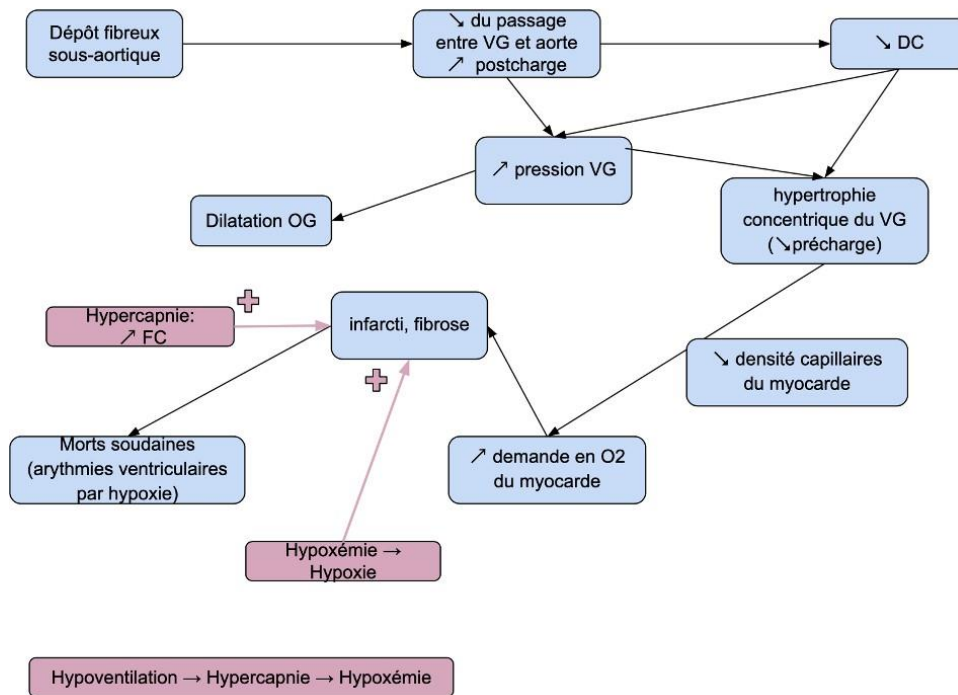 Dépôt fibreux
sous-aortique
↘ du passage
entre VG et aorte
↗ postcharge
↘ DC
↗ pression VG
hypertrophie
concentrique du VG
(↘précharge)
Dilatation OG
Hypercapnie:
↗ FC
infarcti, fibrose
↘ densité capillaires
du myocarde
Morts soudaines
(arythmies ventriculaires
par hypoxie)
↗ demande en O2
du myocarde
Hypoxémie →
Hypoxie
Hypoventilation → Hypercapnie → Hypoxémie